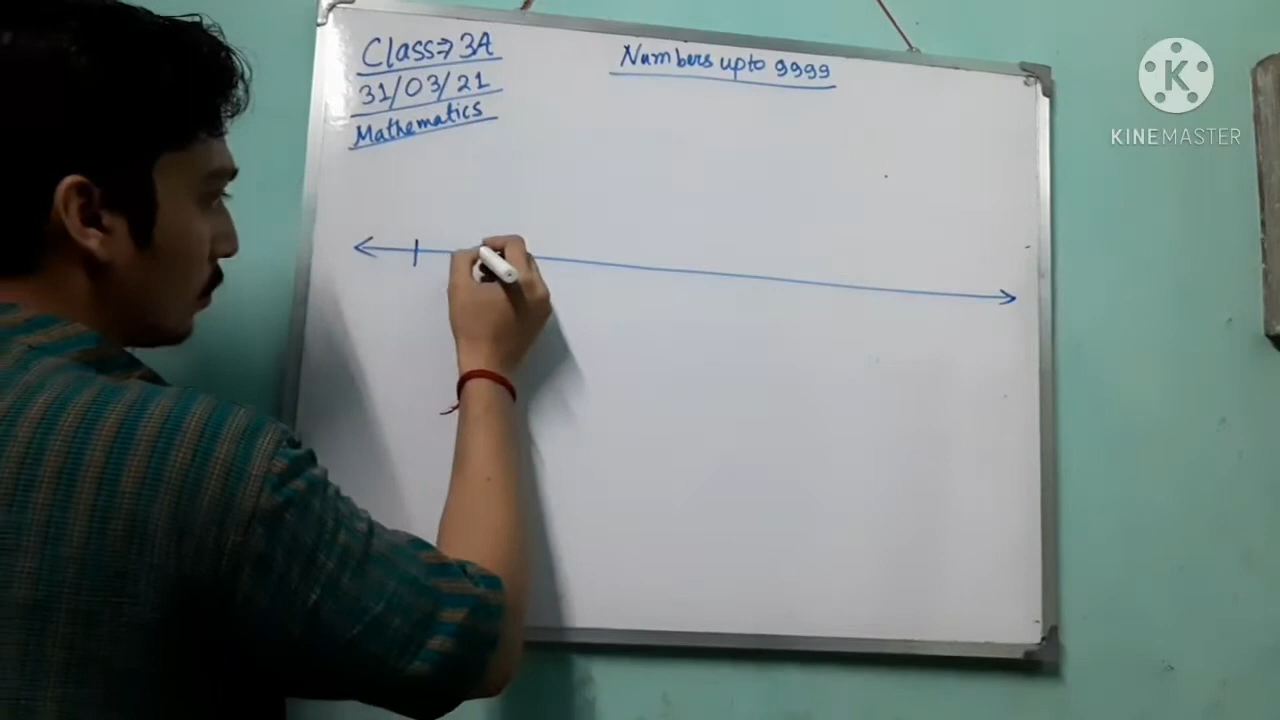 Class⇒3A
31/03/21
Mathematics
Numbers upto 9999
K
KINEMASTER